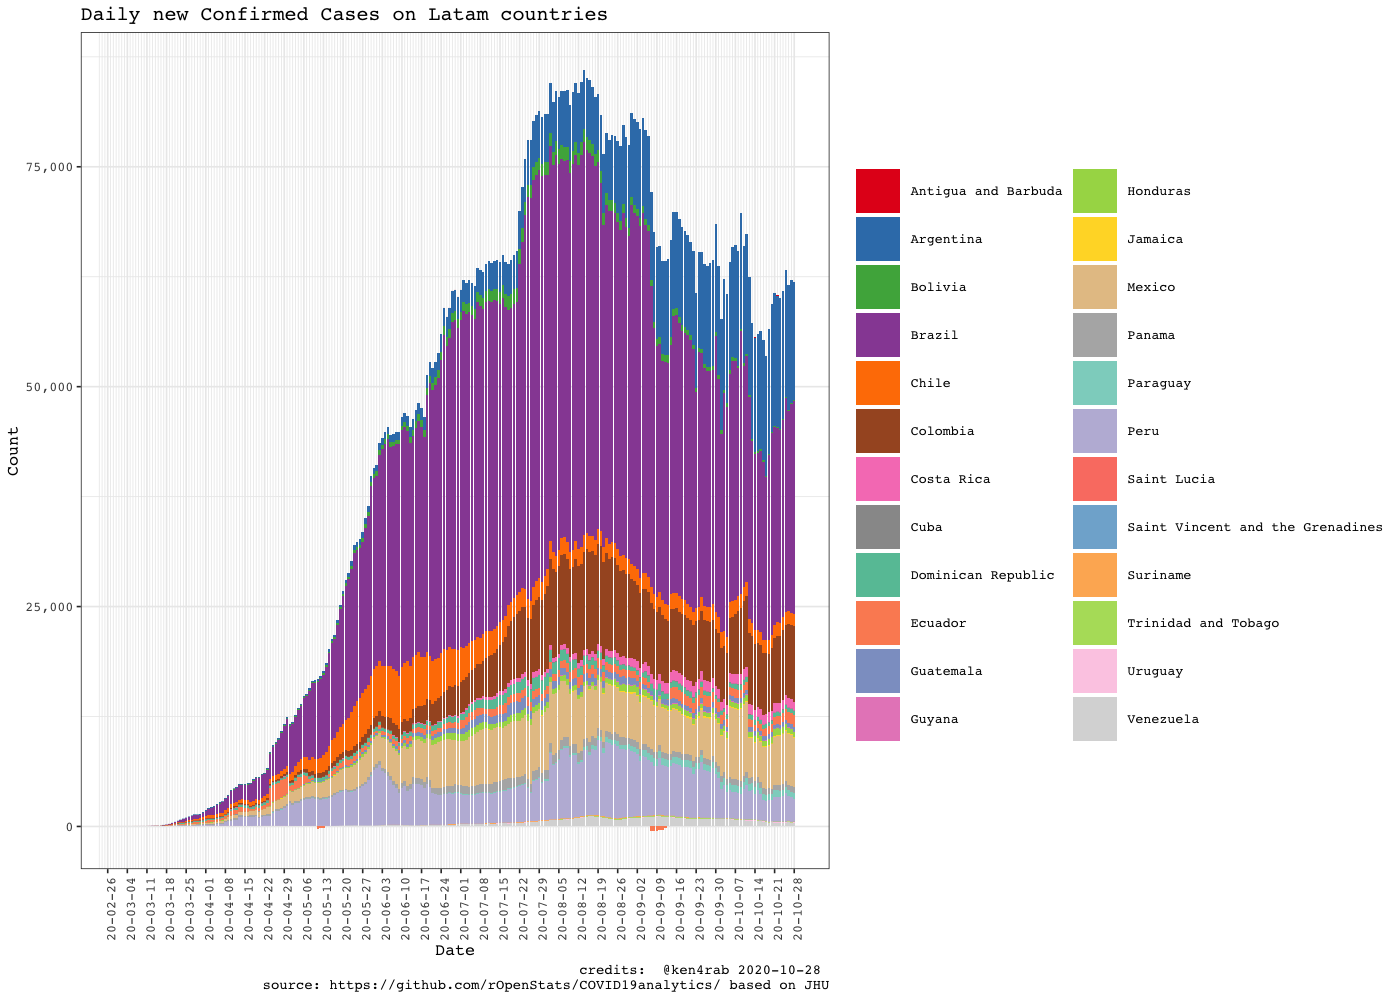 Daily new Confirmed Cases on Latam countries
Count
75,000
50,000
25,000
0
20-02-26
20-03-04
20-03-11
20-03-18
20-03-25
20-04-01
20-04-08
20-04-15
20-04-22
20-04-29
20-05-06
20-05-13
20-05-20
20-05-27
20-06-03
20-06-10
20-06-17
20-06-24
20-07-01
20-07-08
20-07-15
20-07-22
20-07-29
20-08-05
20-08-12
20-08-19
20-08-26
20-09-02
20-09-09
20-09-16
20-09-23
20-09-30
20-10-07
20-10-14
20-10-21
20-10-28
Date
Antigua and Barbuda
Argentina
Bolivia
Brazil
Chile
Colombia
Costa Rica
Cuba
Dominican Republic
Ecuador
Guatemala
Guyana
Honduras
Jamaica
Mexico
Panama
Paraguay
Peru
Saint Lucia
Saint Vincent and the Grenadines
Suriname
Trinidad and Tobago
Uruguay
Venezuela
credits:  @ken4rab 2020-10-28
source: https://github.com/rOpenStats/COVID19analytics/ based on JHU